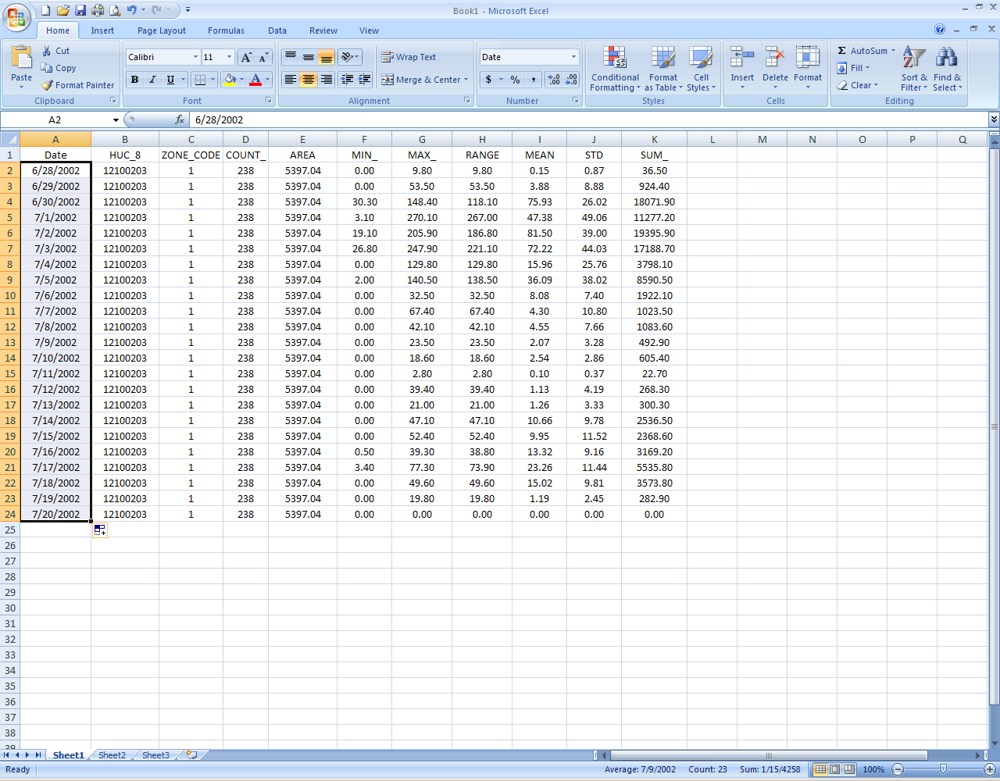 Book1 - Microsoft Excel
Home Insert Page Layout Formulas Data Review View
Paste Cut Copy Format Painter Clipboard
Calibri 11 B I U A A A Font
Wrap Text Merge & Center Alignment
Date $ % , .00 .0 Number
Conditional Formatting Format as Table Cell Styles Styles
Insert Delete Format Cells
Σ AutoSum Fill Clear Sort & Filter Find & Select Editing
A2 fx 6/28/2002
A B C D E F G H I J K L M N O P Q
1 Date HUC_8 ZONE_CODE COUNT_ AREA MIN_ MAX_ RANGE MEAN STD SUM_
2 6/28/2002 12100203 1 238 5397.04 0.00 9.80 9.80 0.15 0.87 36.50
3 6/29/2002 12100203 1 238 5397.04 0.00 53.50 53.50 3.88 8.88 924.40
4 6/30/2002 12100203 1 238 5397.04 30.30 148.40 118.10 75.93 26.02 18071.90
5 7/1/2002 12100203 1 238 5397.04 3.10 270.10 267.00 47.38 49.06 11277.20
6 7/2/2002 12100203 1 238 5397.04 19.10 205.90 186.80 81.50 39.00 19395.90
7 7/3/2002 12100203 1 238 5397.04 26.80 247.90 221.10 72.22 44.03 17188.70
8 7/4/2002 12100203 1 238 5397.04 0.00 129.80 129.80 15.96 25.76 3798.10
9 7/5/2002 12100203 1 238 5397.04 2.00 140.50 138.50 36.09 38.02 8590.50
10 7/6/2002 12100203 1 238 5397.04 0.00 32.50 32.50 8.08 7.40 1922.10
11 7/7/2002 12100203 1 238 5397.04 0.00 67.40 67.40 4.30 10.80 1023.50
12 7/8/2002 12100203 1 238 5397.04 0.00 42.10 42.10 4.55 7.66 1083.60
13 7/9/2002 12100203 1 238 5397.04 0.00 23.50 23.50 2.07 3.28 492.90
14 7/10/2002 12100203 1 238 5397.04 0.00 18.60 18.60 2.54 2.86 605.40
15 7/11/2002 12100203 1 238 5397.04 0.00 2.80 2.80 0.10 0.37 22.70
16 7/12/2002 12100203 1 238 5397.04 0.00 39.40 39.40 1.13 4.19 268.30
17 7/13/2002 12100203 1 238 5397.04 0.00 21.00 21.00 1.26 3.33 300.30
18 7/14/2002 12100203 1 238 5397.04 0.00 47.10 47.10 10.66 9.78 2536.50
19 7/15/2002 12100203 1 238 5397.04 0.00 52.40 52.40 9.95 11.52 2368.60
20 7/16/2002 12100203 1 238 5397.04 0.50 39.30 38.80 13.32 9.16 3169.20
21 7/17/2002 12100203 1 238 5397.04 3.40 77.30 73.90 23.26 11.44 5535.80
22 7/18/2002 12100203 1 238 5397.04 0.00 49.60 49.60 15.02 9.81 3573.80
23 7/19/2002 12100203 1 238 5397.04 0.00 19.80 19.80 1.19 2.45 282.90
24 7/20/2002 12100203 1 238 5397.04 0.00 0.00 0.00 0.00 0.00 0.00
25
26
27
28
29
30
31
32
33
34
35
36
37
38
39
Sheet1 Sheet2 Sheet3
Ready Average: 7/9/2002 Count: 23 Sum: 1/15/4258 100%